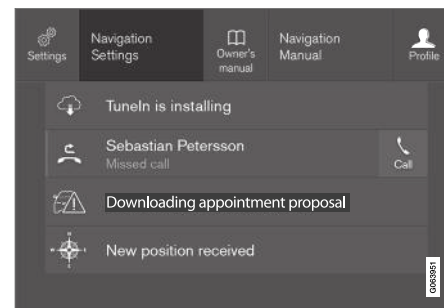 Settings
Navigation
Settings
Owner's
manual
Navigation
Manual
Profile
TuneIn is installing
Sebastian Petersson
Missed call
Call
Downloading appointment proposal
New position received
G063951